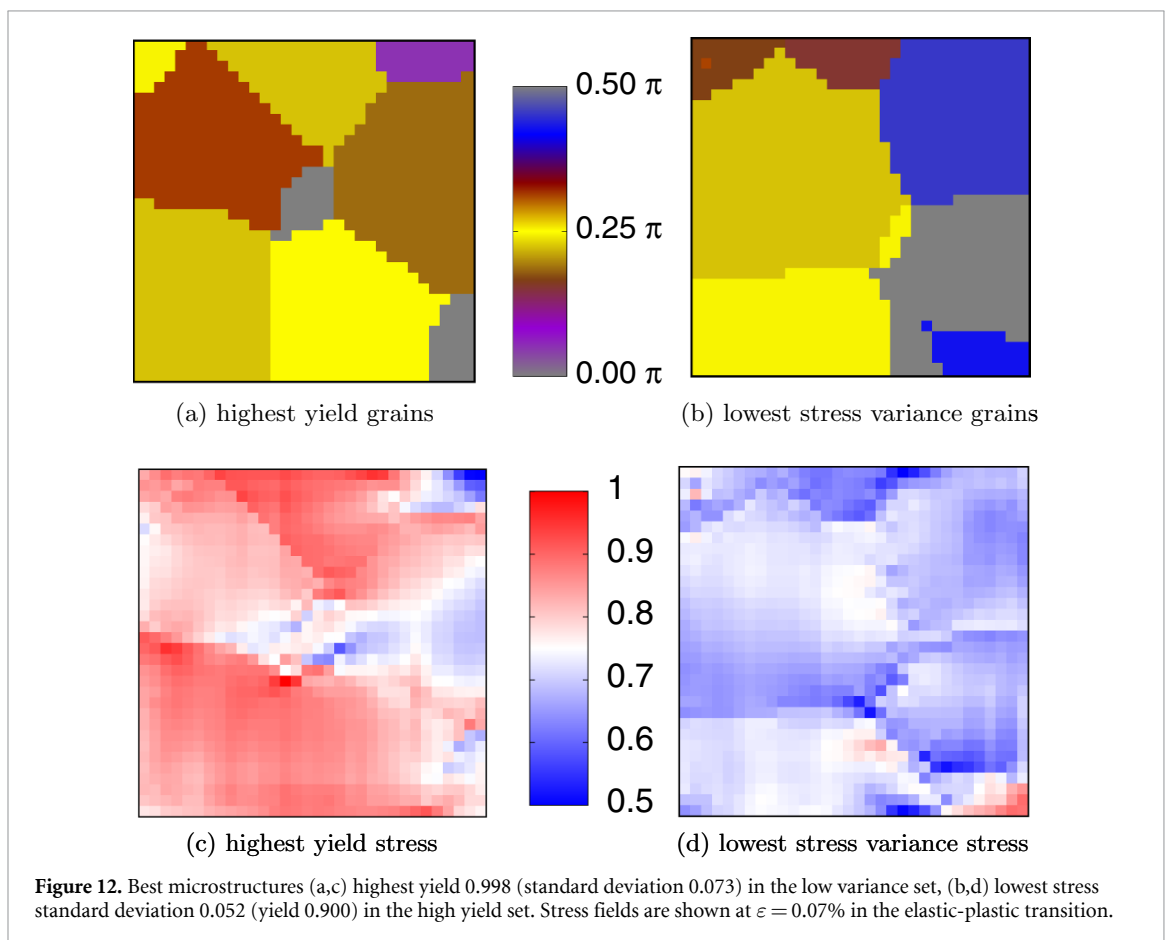 0.50 π
0.25 π
0.00 π
(a) highest yield grains
(b) lowest stress variance grains
1
0.9
0.8
0.7
0.6
0.5
(c) highest yield stress
(d) lowest stress variance stress
Figure 12. Best microstructures (a,c) highest yield 0.998 (standard deviation 0.073) in the low variance set, (b,d) lowest stress
standard deviation 0.052 (yield 0.900) in the high yield set. Stress fields are shown at ε = 0.07% in the elastic-plastic transition.